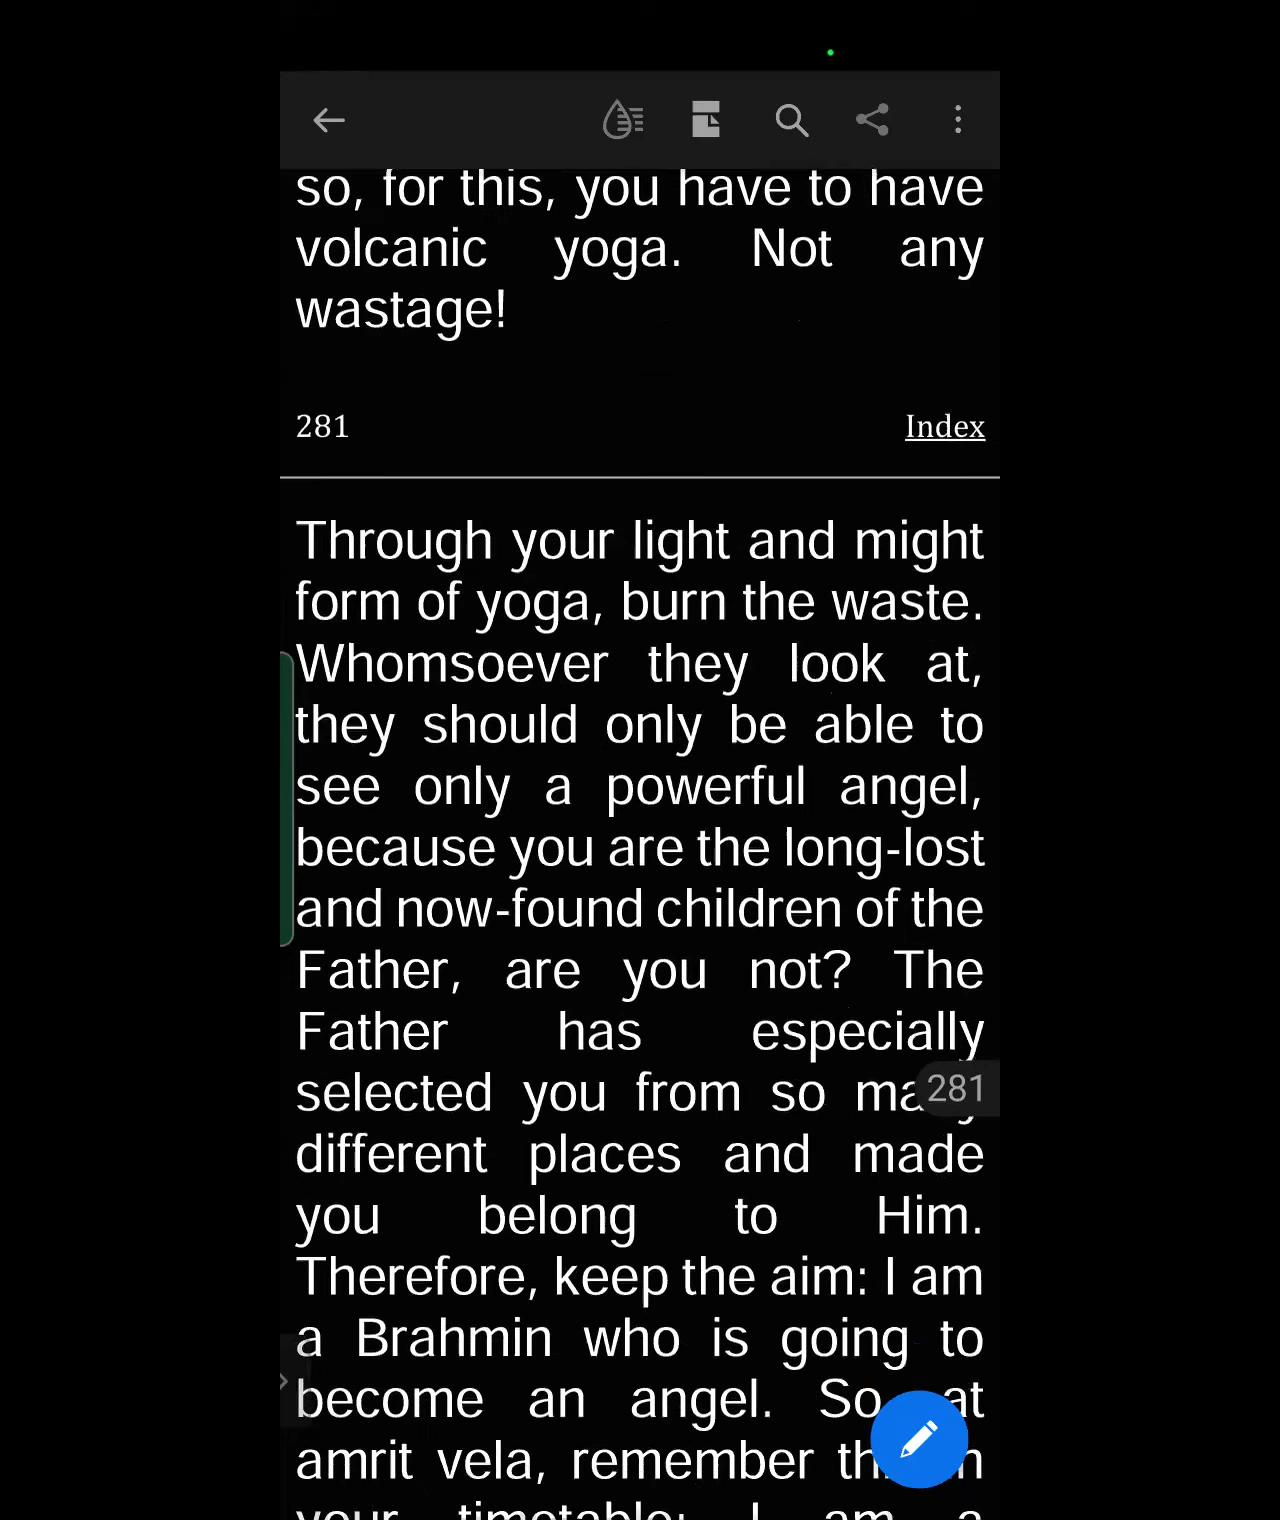 so, for this, you have to have
volcanic yoga. Not any
wastage!
281 Index
Through your light and might
form of yoga, burn the waste.
Whomsoever they look at,
they should only be able to
see only a powerful angel,
because you are the long-lost
and now-found children of the
Father, are you not? The
Father has especially
selected you from so
281
different places and made
you belong to Him.
Therefore, keep the aim: I am
a Brahmin who is going to
become an angel. So, at
amrit vela, remember
your timetable: I am a